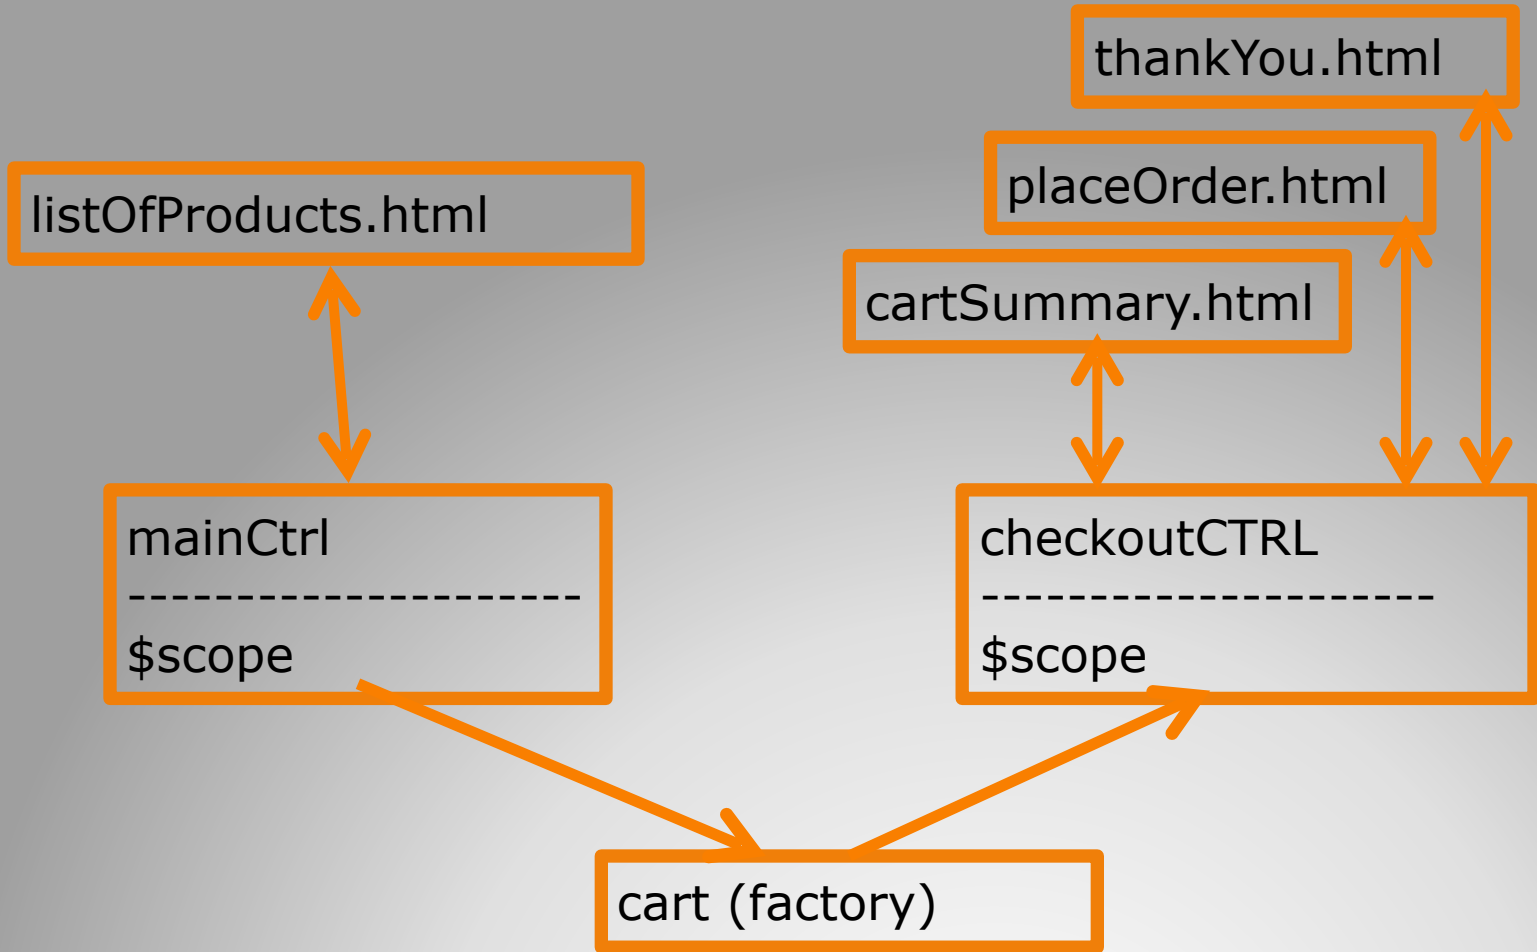 thankYou.html
placeOrder.html
listOfProducts.html
cartSummary.html
mainCtrl
---------------------
$scope
checkoutCTRL
---------------------
$scope
cart (factory)